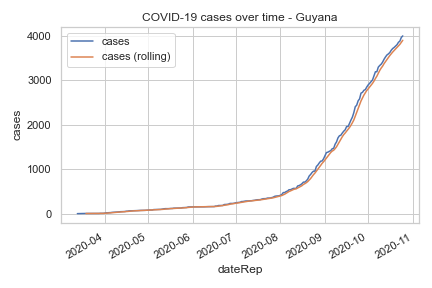 COVID-19 cases over time - Guyana
cases
cases (rolling)
4000
3000
2000
1000
0
cases
2020-04
2020-05
2020-06
2020-07
2020-08
2020-09
2020-10
2020-11
dateRep